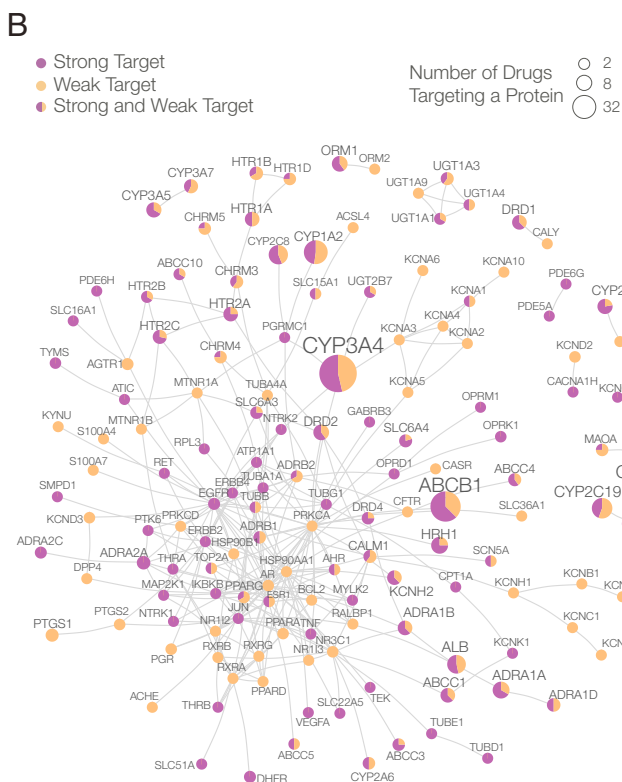 B
Strong Target
Weak Target
Strong and Weak Target
Number of Drugs
Targeting a Protein
2
8
32
ORM1
ORM2
HTR1B
HTR1D
UGT1A3
CYP3A7
UGT1A9
CYP3A5
UGT1A4
HTR1A
UGT1A1
CHRM5
ACSL4
DRD1
CALY
CYP2C8
CYP1A2
ABCC10
CHRM3
KCNA6
KCNA10
PDE6H
SLC15A1
UGT2B7
PDE6G
HTR2B
KCNA1
CYP2
SLC16A1
HTR2A
PDE5A
KCNA4
HTR2C
PGRMC1
KCNA3
KCNA2
KCND2
TYMS
CHRM4
CYP3A4
AGTR1
MTNR1A
TUBA4A
KCNA5
CACNA1H
KCN
ATIC
SLC6A3
OPRM1
KYNU
MTNR1B
NTRK2
GABRB3
S100A4
DRD2
SLC6A4
OPRK1
RPL3
ATP1A1
MAOA
S100A7
RET
TUBA1A
ADRB2
OPRD1
CASR
ABCC4
SMPD1
ERBB4
EGFR
TUBB
TUBG1
ABCB1
CYP2C19
KCND3
PRKCD
PRKCA
CFTR
SLC36A1
PTK6
ERBB2
ADRB1
DRD4
ADRA2C
HSP90B
HRH1
ADRA2A
THRA
TOP2A
HSP90AA1
CALM1
SCN5A
DPP4
AR
AHR
MAP2K1
IKBKB
PPARG
BCL2
MYLK2
KCNH2
CPT1A
KCNH1
KCNB1
KCN
ESR1
PTGS2
NTRK1
JUN
RALBP1
ADRA1B
PTGS1
NR1I2
PPARA
TNF
KCNC1
RXRB
RXRG
NR1I3
NR3C1
KCNK1
KCN
PGR
RXRA
ALB
ACHE
PPARD
TEK
ABCC1
ADRA1A
THRB
SLC22A5
ADRA1D
VEGFA
TUBE1
SLC51A
ABCC5
ABCC3
TUBD1
DHFR
CYP2A6